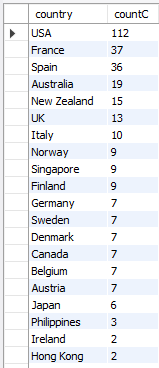 country countC
USA 112
France 37
Spain 36
Australia 19
New Zealand 15
UK 13
Italy 10
Norway 9
Singapore 9
Finland 9
Germany 7
Sweden 7
Denmark 7
Canada 7
Belgium 7
Austria 7
Japan 6
Philippines 3
Ireland 2
Hong Kong 2